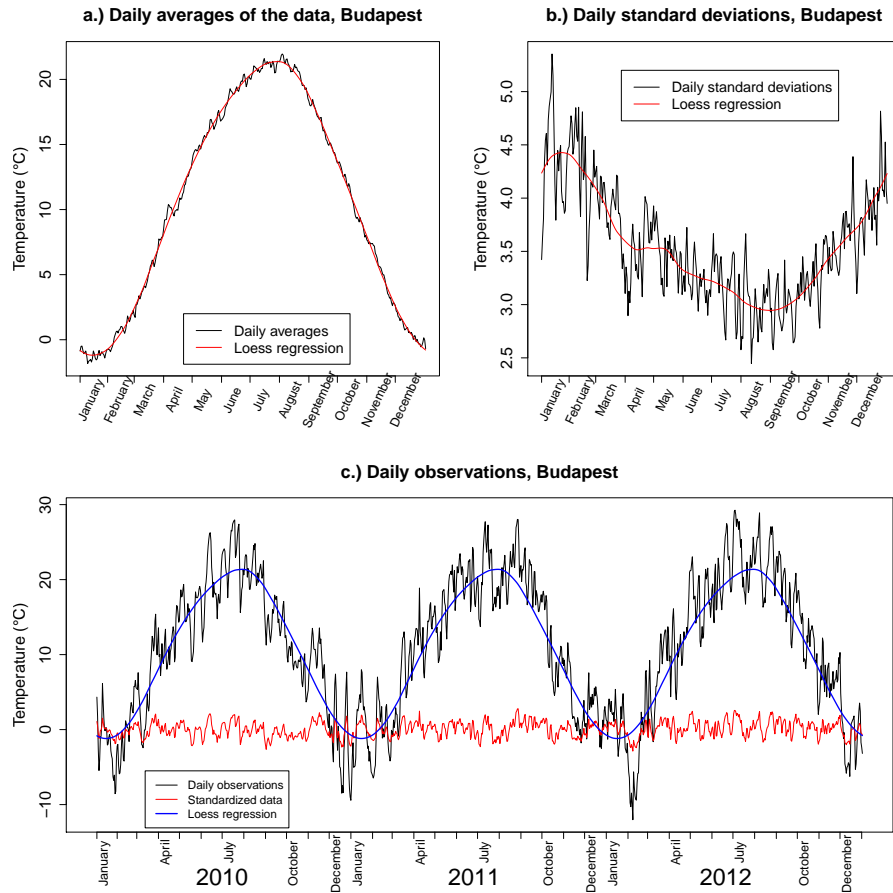 a.) Daily averages of the data, Budapest
Temperature (°C)
20
15
10
5
0
Daily averages
Loess regression
January
February
March
April
May
June
July
August
September
October
November
December
b.) Daily standard deviations, Budapest
Temperature (°C)
5.0
4.5
4.0
3.5
3.0
2.5
Daily standard deviations
Loess regression
January
February
March
April
May
June
July
August
September
October
November
December
c.) Daily observations, Budapest
Temperature (°C)
30
20
10
0
−10
Daily observations
Standardized data
Loess regression
January
April
July
October
December
January
April
July
October
December
January
April
July
October
December
2010
2011
2012